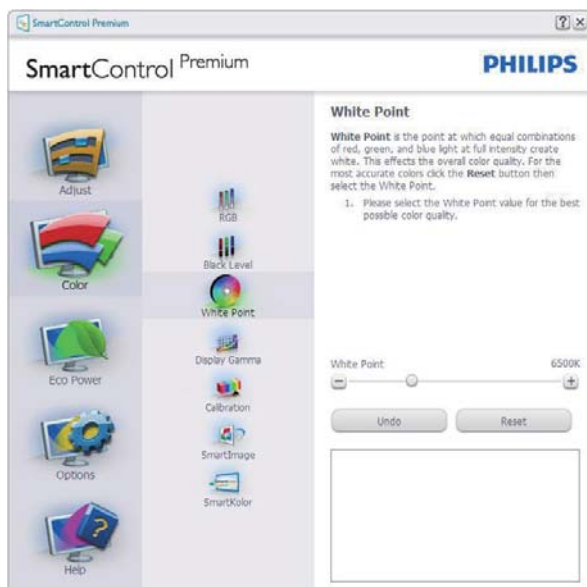 SmartControl Premium
? ×
SmartControl Premium
PHILIPS
Adjust
Color
Eco Power
Options
Help
RGB
Black Level
White Point
Display Gamma
Calibration
SmartImage
SmartKolor
White Point
White Point is the point at which equal combinations
of red, green, and blue light at full intensity create
white. This effects the overall color quality. For the
most accurate colors click the Reset button then
select the White Point.
1. Please select the White Point value for the best
possible color quality.
White Point 6500K
Undo Reset